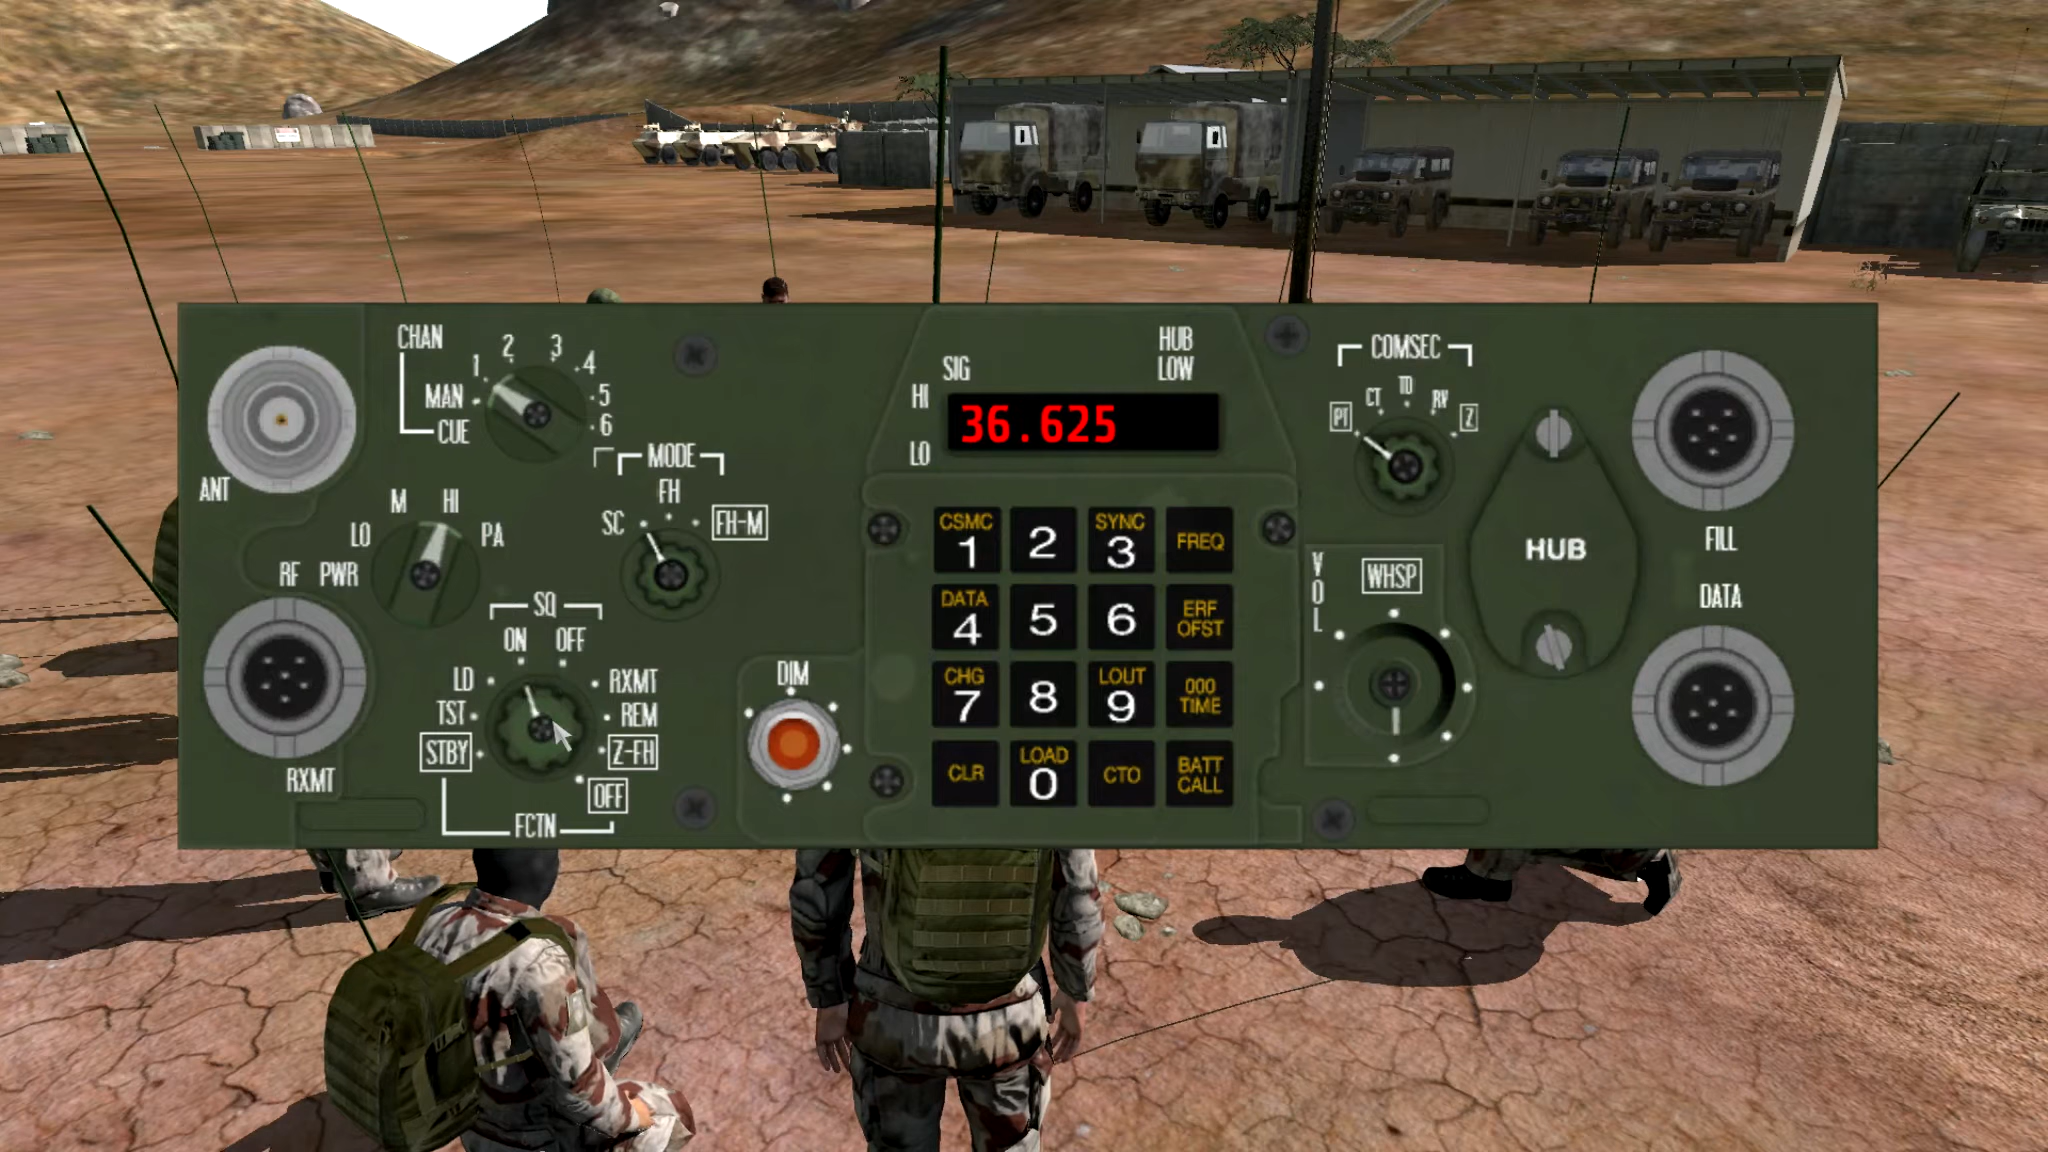 CHAN
1 2 3 4 5 6
MAN
CUE
ANT
MODE
SC FH FH-M
LO M HI PA
RF PWR
SQ
ON OFF
LD
TST
STBY
RXMT
REM
Z-FH
OFF
FCTN
RXMT
DIM
SIG
HUB
LOW
HI
LO
36.625
CSMC
1
2
SYNC
3
FREQ
DATA
4
5
6
ERF
OFST
CHG
7
8
LOUT
9
000
TIME
CLR
LOAD
0
CTO
BATT
CALL
COMSEC
PT CT TD RV Z
VOL
WHSP
HUB
FILL
DATA